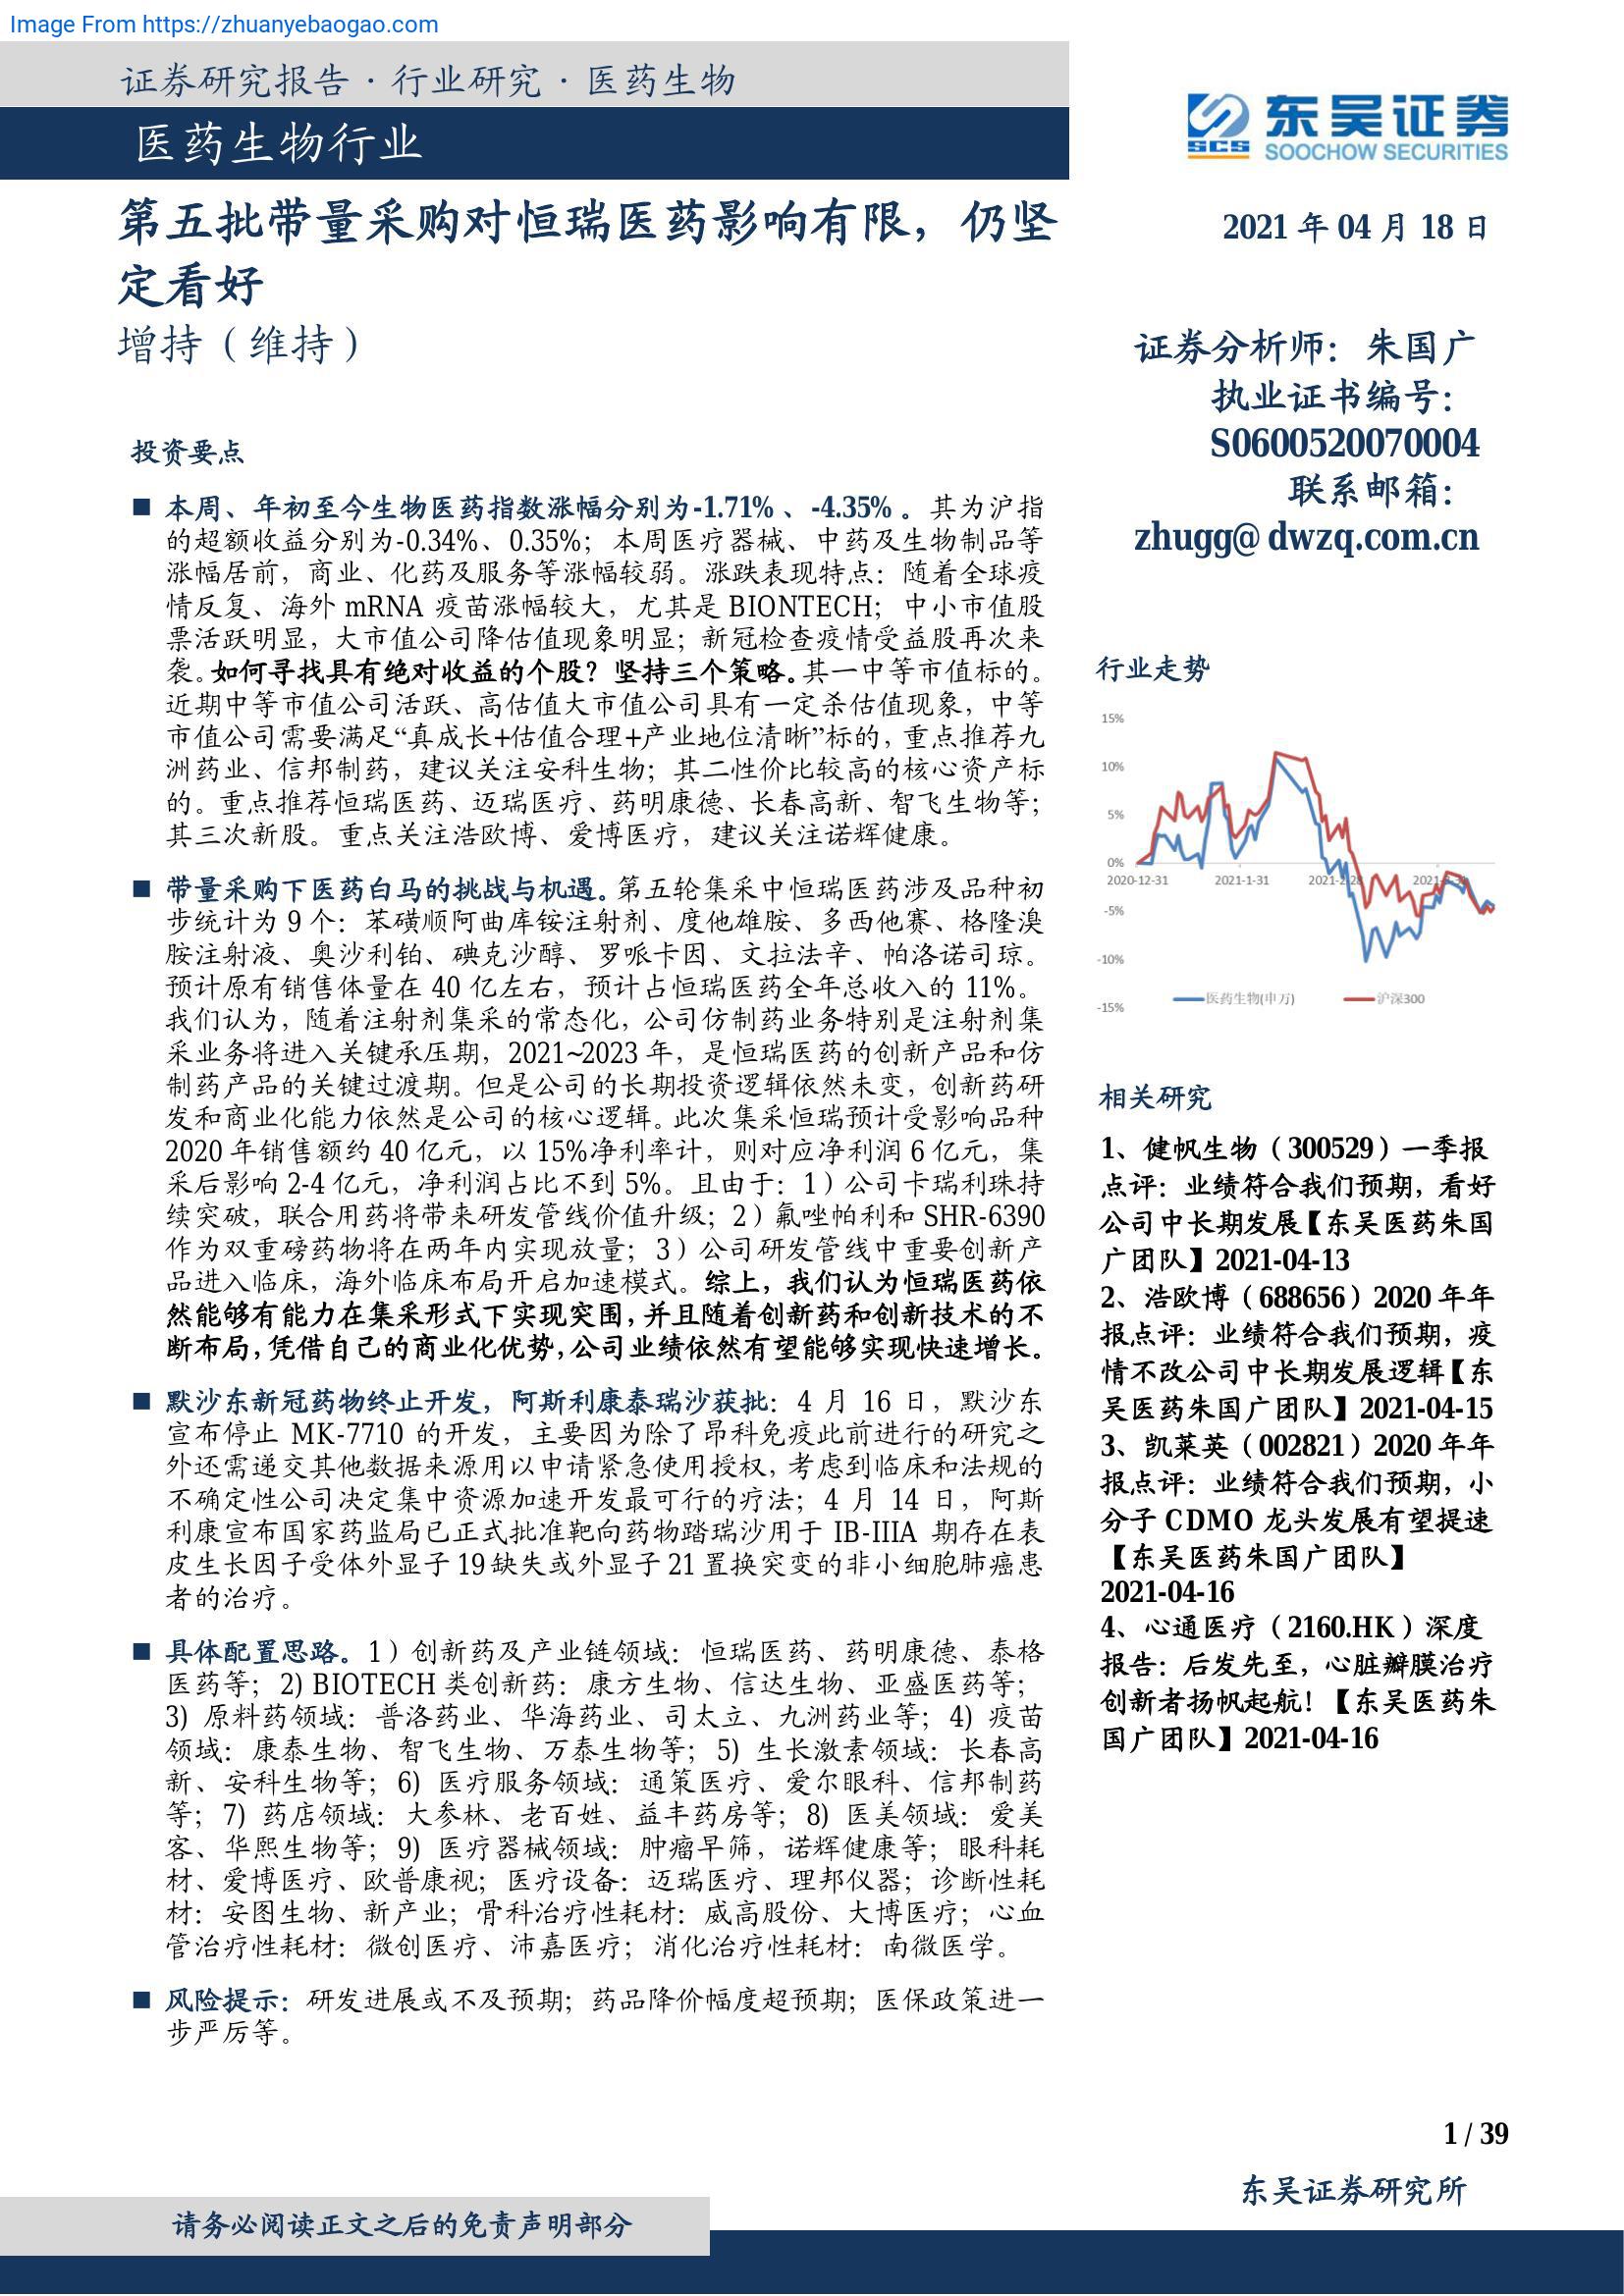 Image From https://zhuanyebaogao.com
证券研究报告·行业研究·医药生物
医药生物行业
东吴证券
SCS SOOCHOW SECURITIES
第五批带量采购对恒瑞医药影响有限，仍坚
定看好
增持（维持）
2021 年 04 月 18 日
证券分析师：朱国广
执业证书编号：
S0600520070004
联系邮箱：
zhugg@dwzq.com.cn
投资要点
■ 本周、年初至今生物医药指数涨幅分别为-1.71%、-4.35%。其为沪指
的超额收益分别为-0.34%、0.35%；本周医疗器械、中药及生物制品等
涨幅居前，商业、化药及服务等涨幅较弱。涨跌表现特点：随着全球疫
情反复、海外 mRNA 疫苗涨幅较大，尤其是 BIONTECH；中小市值股
票活跃明显，大市值公司降估值现象明显；新冠检查疫情受益股再次来
袭。如何寻找具有绝对收益的个股？坚持三个策略。其一中等市值标的。
近期中等市值公司活跃、高估值大市值公司具有一定杀估值现象，中等
市值公司需要满足“真成长+估值合理+产业地位清晰”标的，重点推荐九
洲药业、信邦制药，建议关注安科生物；其二性价比较高的核心资产标
的。重点推荐恒瑞医药、迈瑞医疗、药明康德、长春高新、智飞生物等；
其三次新股。重点关注浩欧博、爱博医疗，建议关注诺辉健康。
■ 带量采购下医药白马的挑战与机遇。第五轮集采中恒瑞医药涉及品种初
步统计为 9 个：苯磺顺阿曲库铵注射剂、度他雄胺、多西他赛、格隆溴
胺注射液、奥沙利铂、碘克沙醇、罗哌卡因、文拉法辛、帕洛诺司琼。
预计原有销售体量在 40 亿左右，预计占恒瑞医药全年总收入的 11%。
我们认为，随着注射剂集采的常态化，公司仿制药业务特别是注射剂集
采业务将进入关键承压期，2021~2023 年，是恒瑞医药的创新产品和仿
制药产品的关键过渡期。但是公司的长期投资逻辑依然未变，创新药研
发和商业化能力依然是公司的核心逻辑。此次集采恒瑞预计受影响品种
2020 年销售额约 40 亿元，以 15%净利率计，则对应净利润 6 亿元，集
采后影响 2-4 亿元，净利润占比不到 5%。且由于：1）公司卡瑞利珠持
续突破，联合用药将带来研发管线价值升级；2）氟唑帕利和 SHR-6390
作为双重磅药物将在两年内实现放量；3）公司研发管线中重要创新产
品进入临床，海外临床布局开启加速模式。综上，我们认为恒瑞医药依
然能够有能力在集采形式下实现突围，并且随着创新药和创新技术的不
断布局，凭借自己的商业化优势，公司业绩依然有望能够实现快速增长。
■ 默沙东新冠药物终止开发，阿斯利康泰瑞沙获批：4 月 16 日，默沙东
宣布停止 MK-7710 的开发，主要因为除了昂科免疫此前进行的研究之
外还需递交其他数据来源用以申请紧急使用授权，考虑到临床和法规的
不确定性公司决定集中资源加速开发最可行的疗法；4 月 14 日，阿斯
利康宣布国家药监局已正式批准靶向药物踏瑞沙用于 IB-IIIA 期存在表
皮生长因子受体外显子 19 缺失或外显子 21 置换突变的非小细胞肺癌患
者的治疗。
■ 具体配置思路。1）创新药及产业链领域：恒瑞医药、药明康德、泰格
医药等；2) BIOTECH 类创新药：康方生物、信达生物、亚盛医药等；
3) 原料药领域：普洛药业、华海药业、司太立、九洲药业等；4) 疫苗
领域：康泰生物、智飞生物、万泰生物等；5) 生长激素领域：长春高
新、安科生物等；6) 医疗服务领域：通策医疗、爱尔眼科、信邦制药
等；7) 药店领域：大参林、老百姓、益丰药房等；8) 医美领域：爱美
客、华熙生物等；9) 医疗器械领域：肿瘤早筛，诺辉健康等；眼科耗
材、爱博医疗、欧普康视；医疗设备：迈瑞医疗、理邦仪器；诊断性耗
材：安图生物、新产业；骨科治疗性耗材：威高股份、大博医疗；心血
管治疗性耗材：微创医疗、沛嘉医疗；消化治疗性耗材：南微医学。
■ 风险提示：研发进展或不及预期；药品降价幅度超预期；医保政策进一
步严厉等。
行业走势
15%
10%
5%
0%
2020-12-31 2021-1-31 2021-2-28 2021-3-31
-5%
-10%
-15%
医药生物(申万) 沪深300
相关研究
1、健帆生物（300529）一季报
点评：业绩符合我们预期，看好
公司中长期发展【东吴医药朱国
广团队】2021-04-13
2、浩欧博（688656）2020 年年
报点评：业绩符合我们预期，疫
情不改公司中长期发展逻辑【东
吴医药朱国广团队】2021-04-15
3、凯莱英（002821）2020 年年
报点评：业绩符合我们预期，小
分子 CDMO 龙头发展有望提速
【东吴医药朱国广团队】
2021-04-16
4、心通医疗（2160.HK）深度
报告：后发先至，心脏瓣膜治疗
创新者扬帆起航！【东吴医药朱
国广团队】2021-04-16
1 / 39
东吴证券研究所
请务必阅读正文之后的免责声明部分